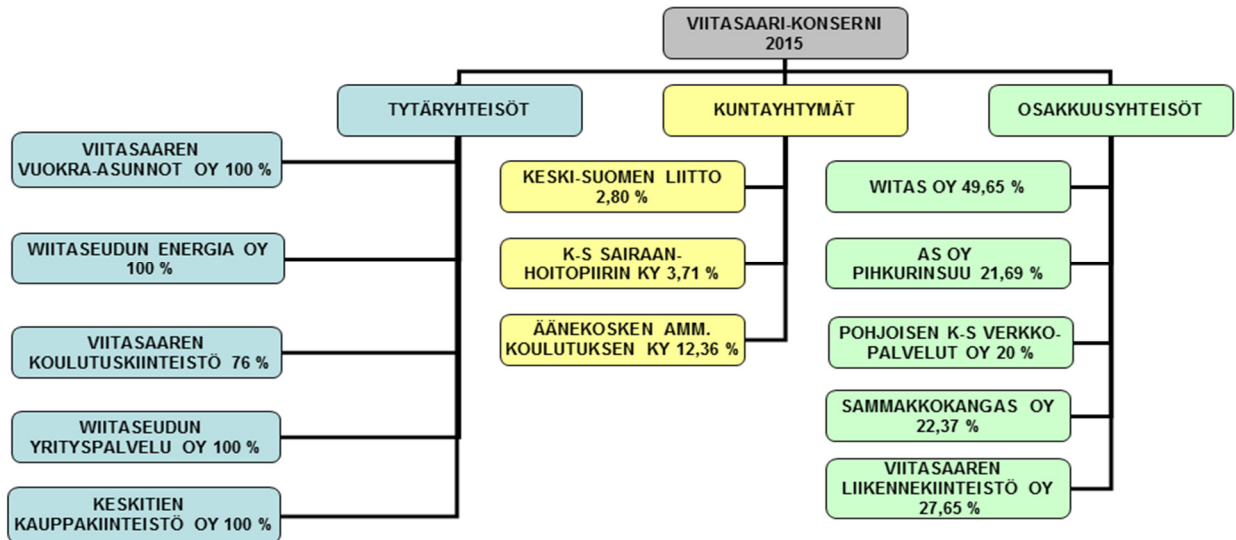 VIITASAARI-KONSERNI
2015
TYTÄRYHTEISÖT
VIITASAAREN
VUOKRA-ASUNNOT OY 100 %
WIITASEUDUN ENERGIA OY
100 %
VIITASAAREN
KOULUTUSKIINTEISTÖ 76 %
WIITASEUDUN
YRITYSPALVELU OY 100 %
KESKITIEN
KAUPPAKIINTEISTÖ OY 100 %
KUNTAYHTYMÄT
KESKI-SUOMEN LIITTO
2,80 %
K-S SAIRAAN-
HOITOPIIRIN KY 3,71 %
ÄÄNEKOSKEN AMM.
KOULUTUKSEN KY 12,36 %
OSAKKUUSYHTEISÖT
WITAS OY 49,65 %
AS OY
PIHKURINSUU 21,69 %
POHJOISEN K-S VERKKO-
PALVELUT OY 20 %
SAMMAKKOKANGAS OY
22,37 %
VIITASAAREN
LIIKENNEKIINTEISTÖ OY
27,65 %